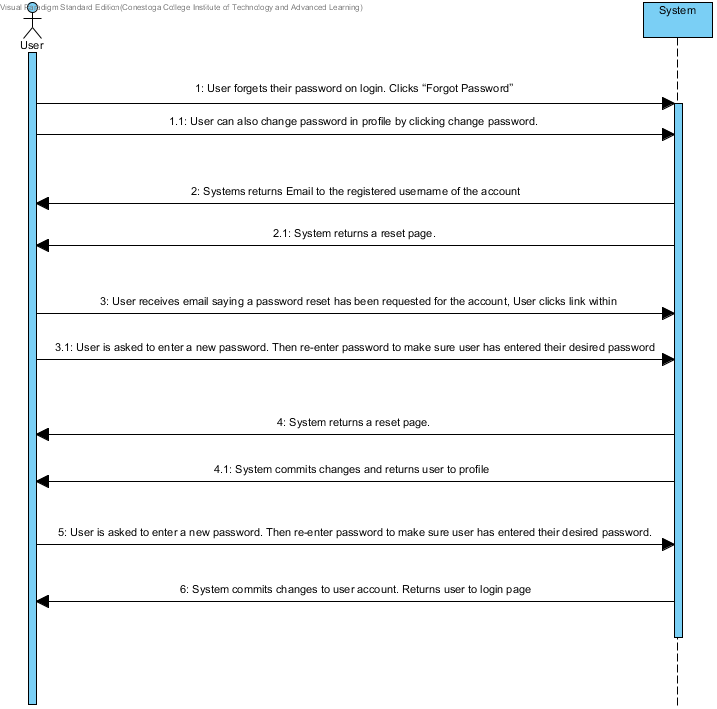 Visual Paradigm Standard Edition(Conestoga College Institute of Technology and Advanced Learning)
System
User
1: User forgets their password on login. Clicks “Forgot Password”
1.1: User can also change password in profile by clicking change password.
2: Systems returns Email to the registered username of the account
2.1: System returns a reset page.
3: User receives email saying a password reset has been requested for the account, User clicks link within
3.1: User is asked to enter a new password. Then re-enter password to make sure user has entered their desired password
4: System returns a reset page.
4.1: System commits changes and returns user to profile
5: User is asked to enter a new password. Then re-enter password to make sure user has entered their desired password.
6: System commits changes to user account. Returns user to login page